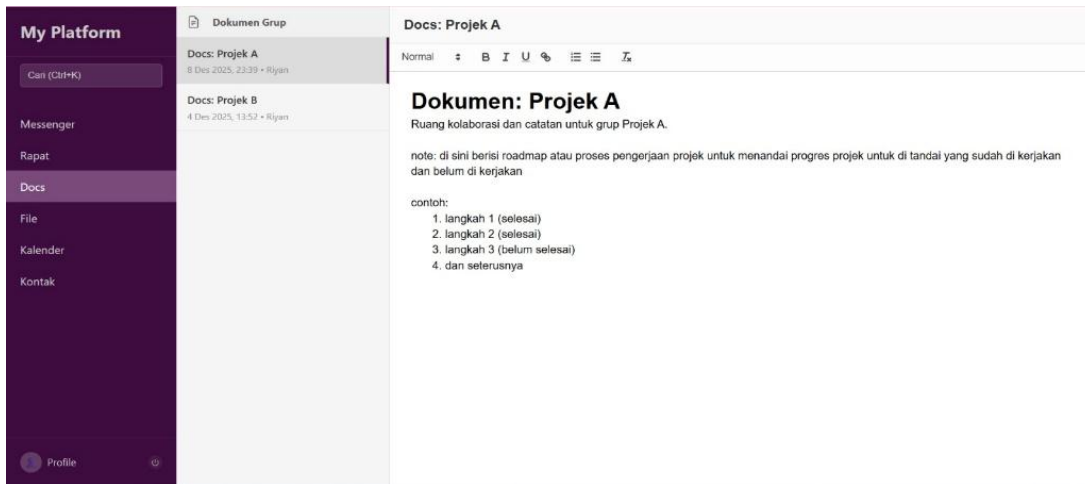 My Platform
Cari (Ctrl+K)
Messenger
Rapat
Docs
File
Kalender
Kontak
Profile
Dokumen Grup
Docs: Projek A
8 Des 2025, 23:39 • Riyan
Docs: Projek B
4 Des 2025, 13:52 • Riyan
Docs: Projek A
Normal B I U Tx
Dokumen: Projek A
Ruang kolaborasi dan catatan untuk grup Projek A.
note: di sini berisi roadmap atau proses pengerjaan projek untuk menandai progres projek untuk di tandai yang sudah di kerjakan
dan belum di kerjakan
contoh:
1. langkah 1 (selesai)
2. langkah 2 (selesai)
3. langkah 3 (belum selesai)
4. dan seterusnya